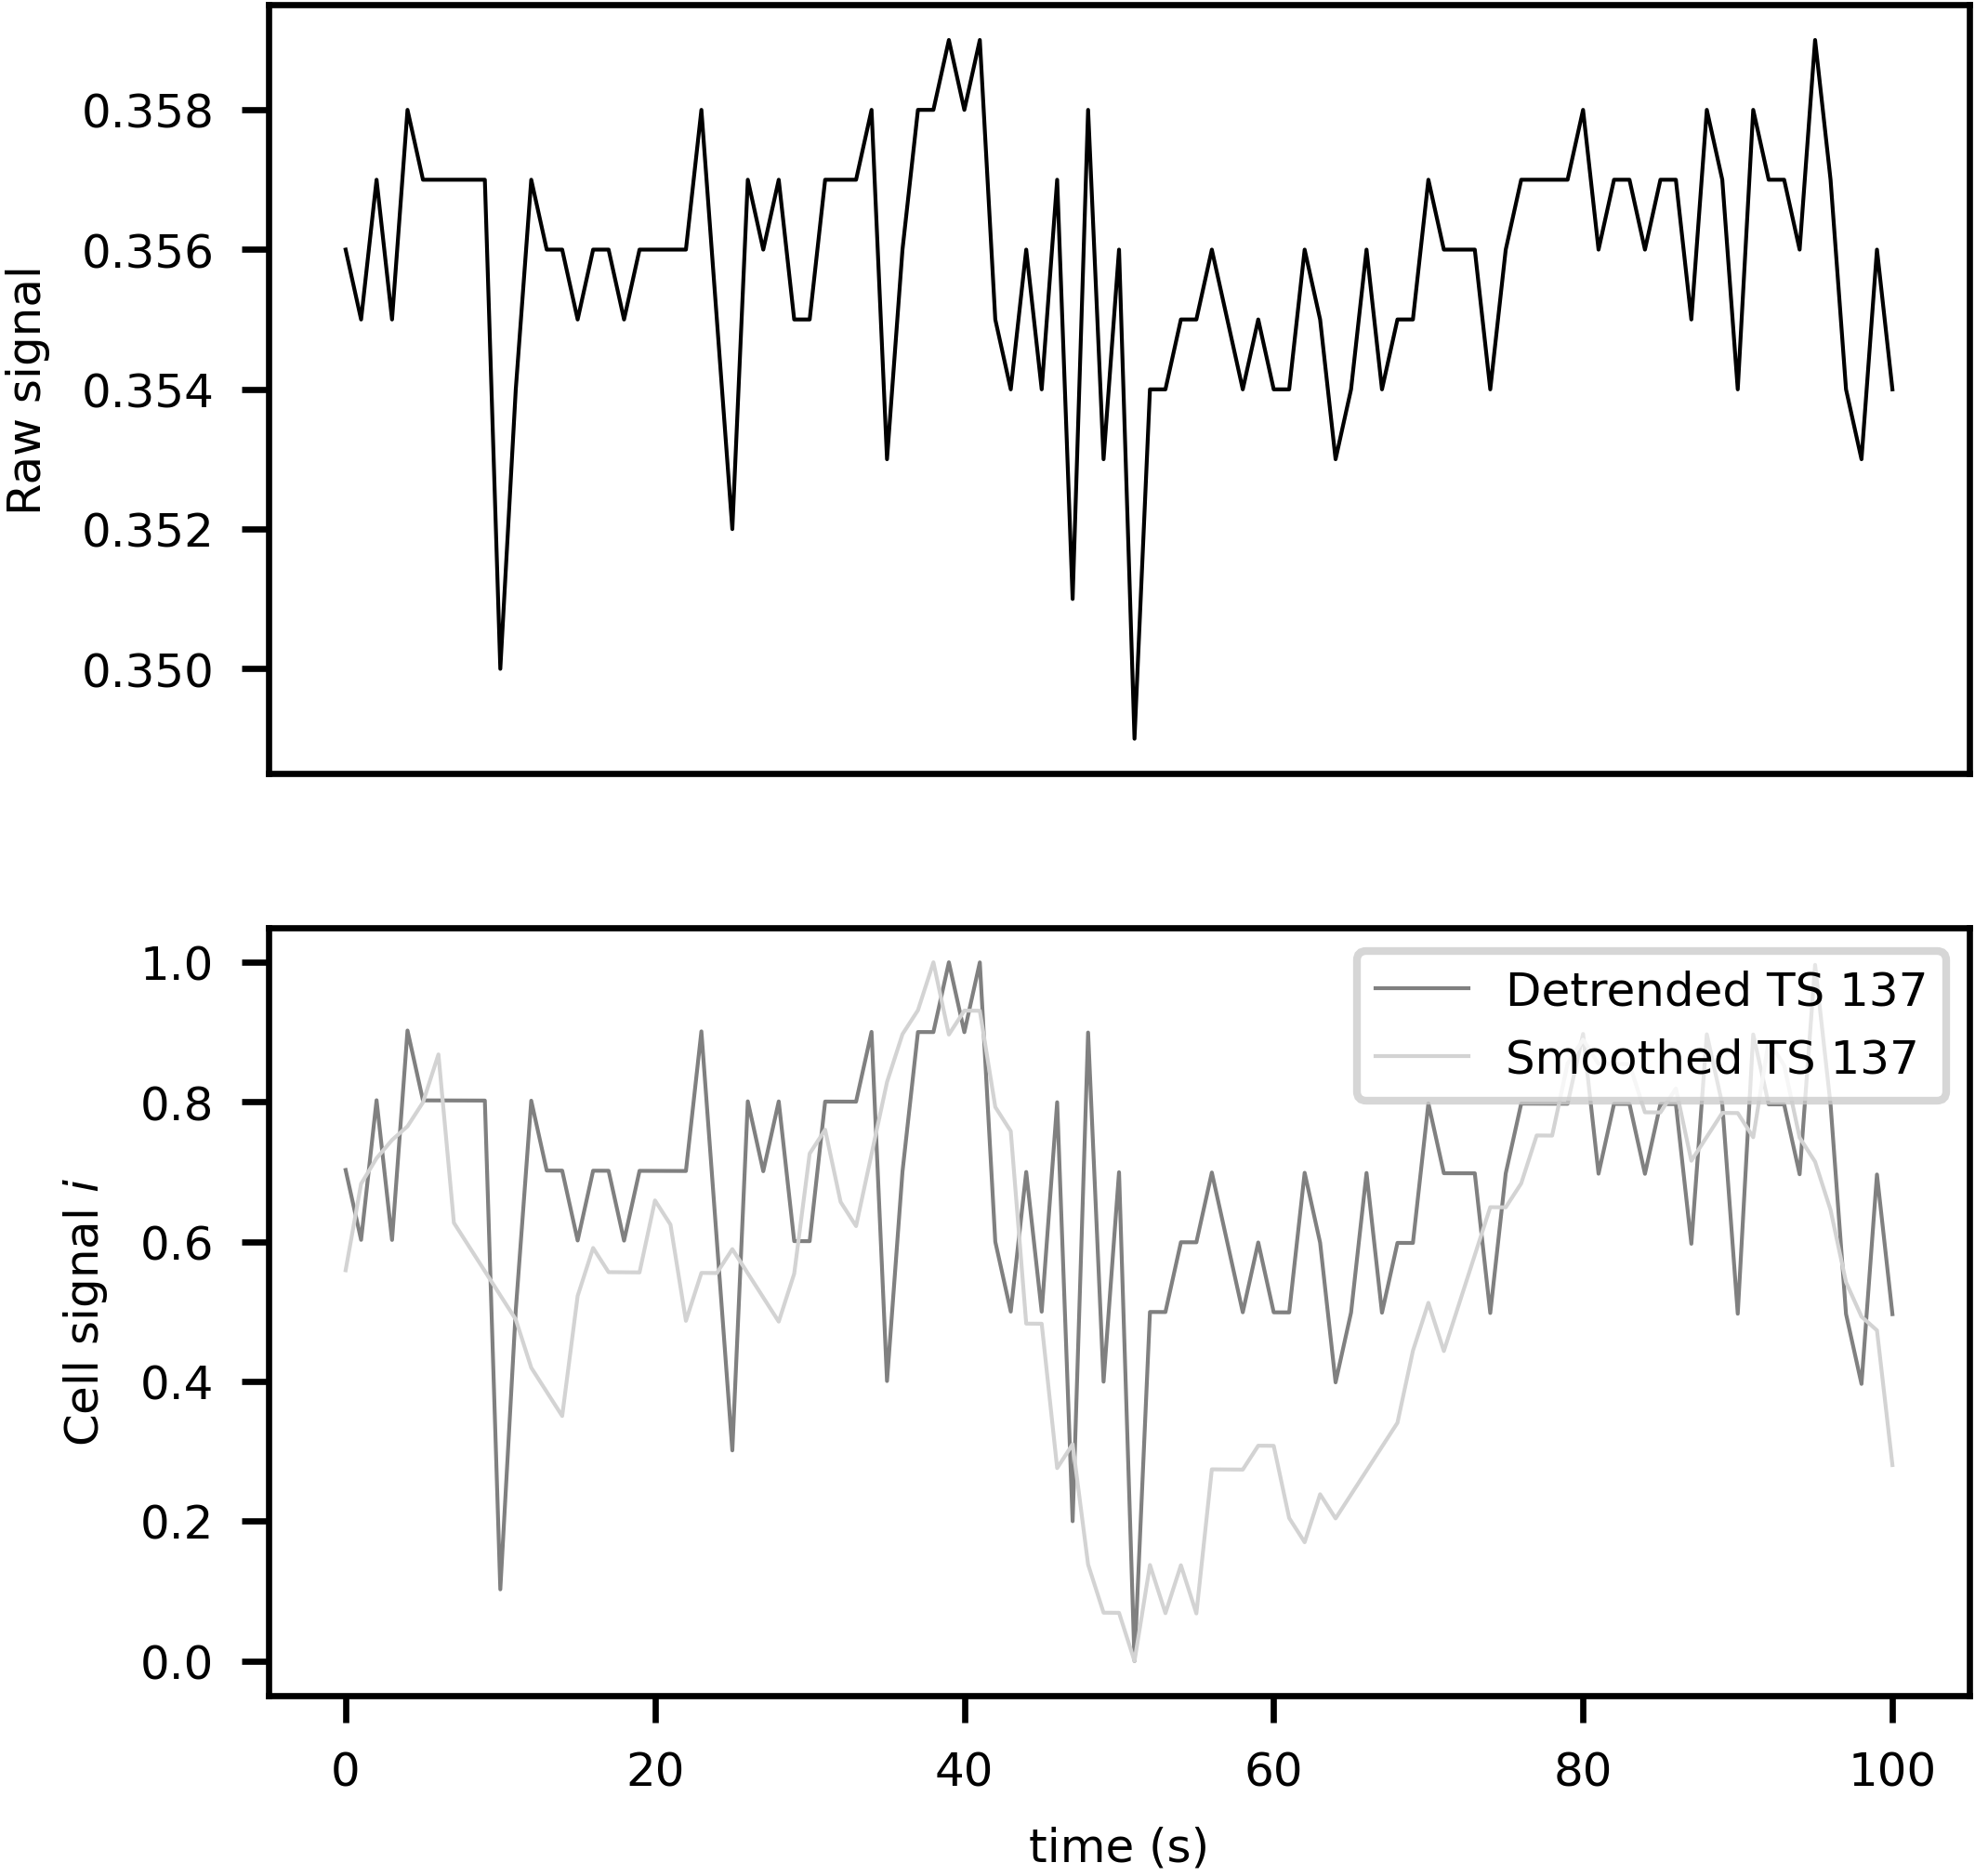 Raw signal
0.358
0.356
0.354
0.352
0.350
Cell signal i
1.0
0.8
0.6
0.4
0.2
0.0
Detrended TS 137
Smoothed TS 137
0 20 40 60 80 100
time (s)